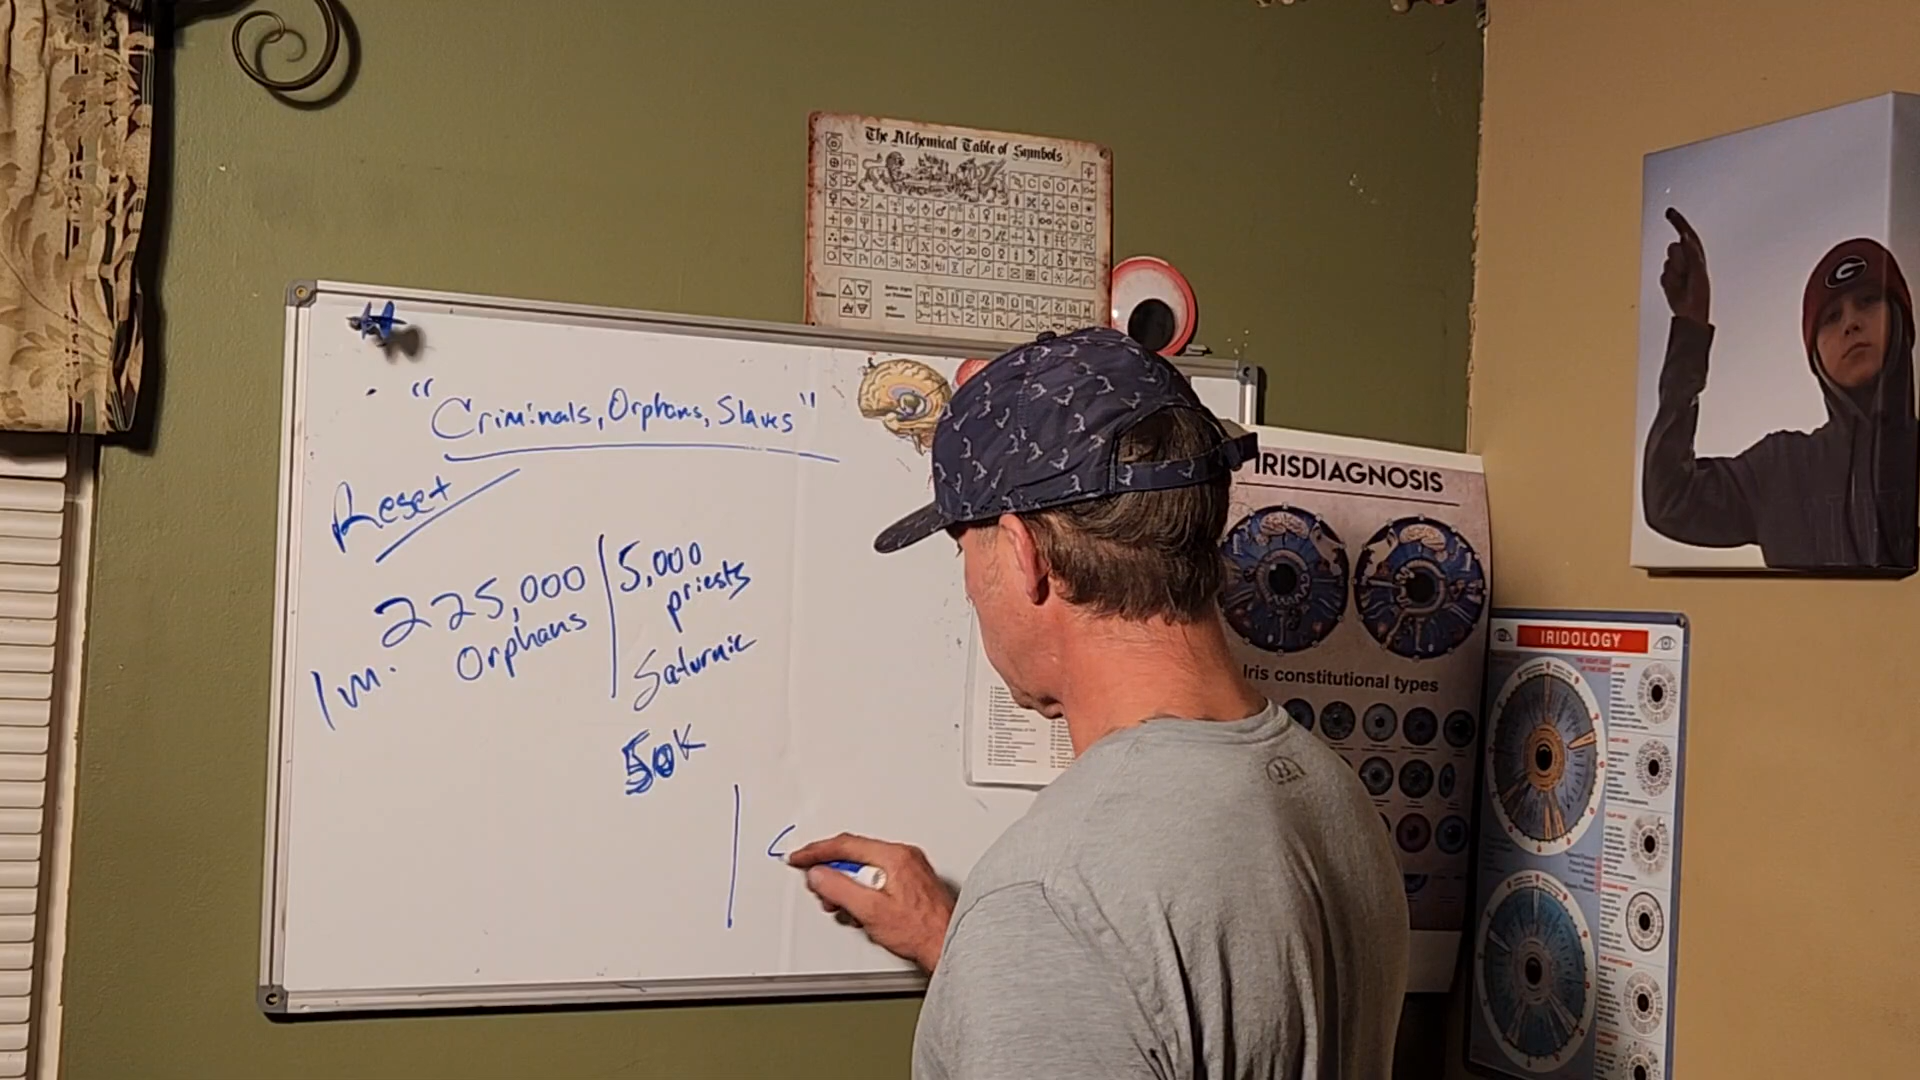 The Alchemical Table of Symbols
"Criminals, Orphans, Slaves"
Reset
225,000
Orphans
1 m.
5,000
priests
Saturnic
50K
IRISDIAGNOSIS
Iris constitutional types
IRIDOLOGY